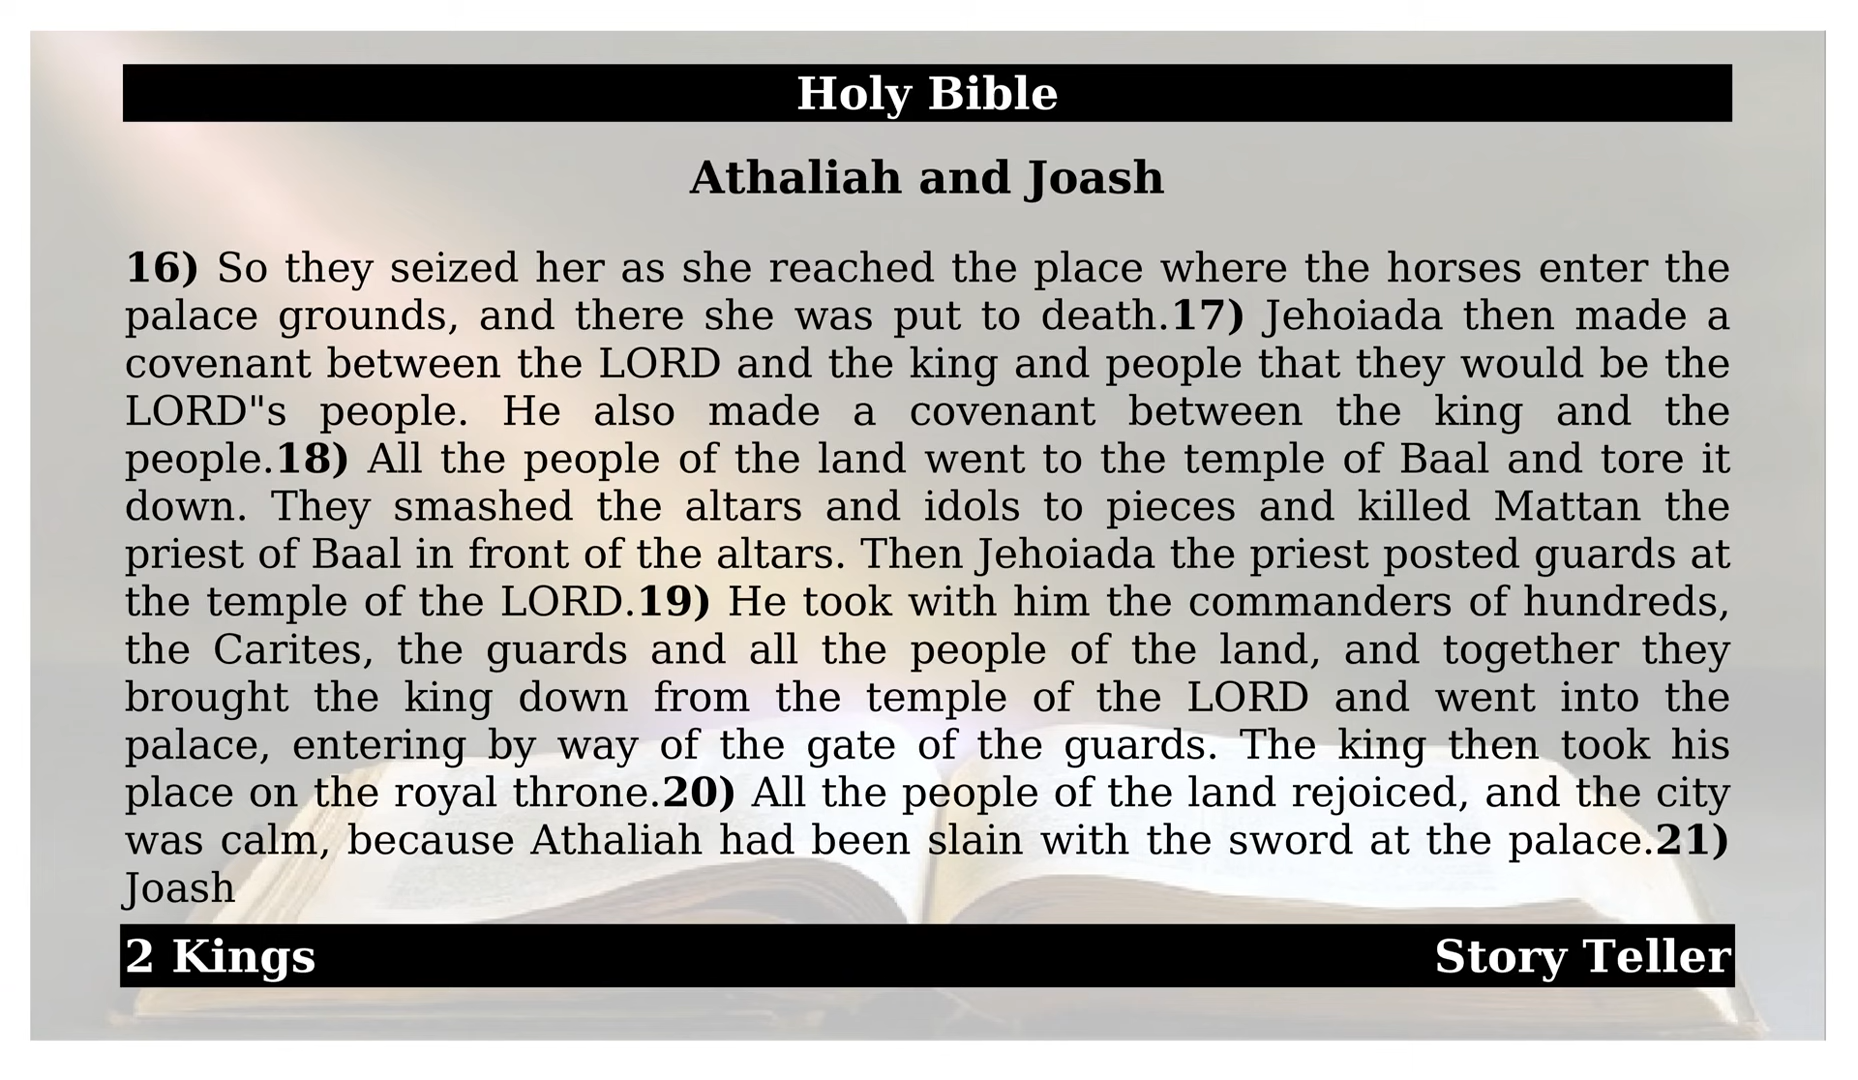 Holy Bible
Athaliah and Joash
16) So they seized her as she reached the place where the horses enter the
palace grounds, and there she was put to death.17) Jehoiada then made a
covenant between the LORD and the king and people that they would be the
LORD"s people. He also made a covenant between the king and the
people.18) All the people of the land went to the temple of Baal and tore it
down. They smashed the altars and idols to pieces and killed Mattan the
priest of Baal in front of the altars. Then Jehoiada the priest posted guards at
the temple of the LORD.19) He took with him the commanders of hundreds,
the Carites, the guards and all the people of the land, and together they
brought the king down from the temple of the LORD and went into the
palace, entering by way of the gate of the guards. The king then took his
place on the royal throne.20) All the people of the land rejoiced, and the city
was calm, because Athaliah had been slain with the sword at the palace.21)
Joash
2 Kings Story Teller